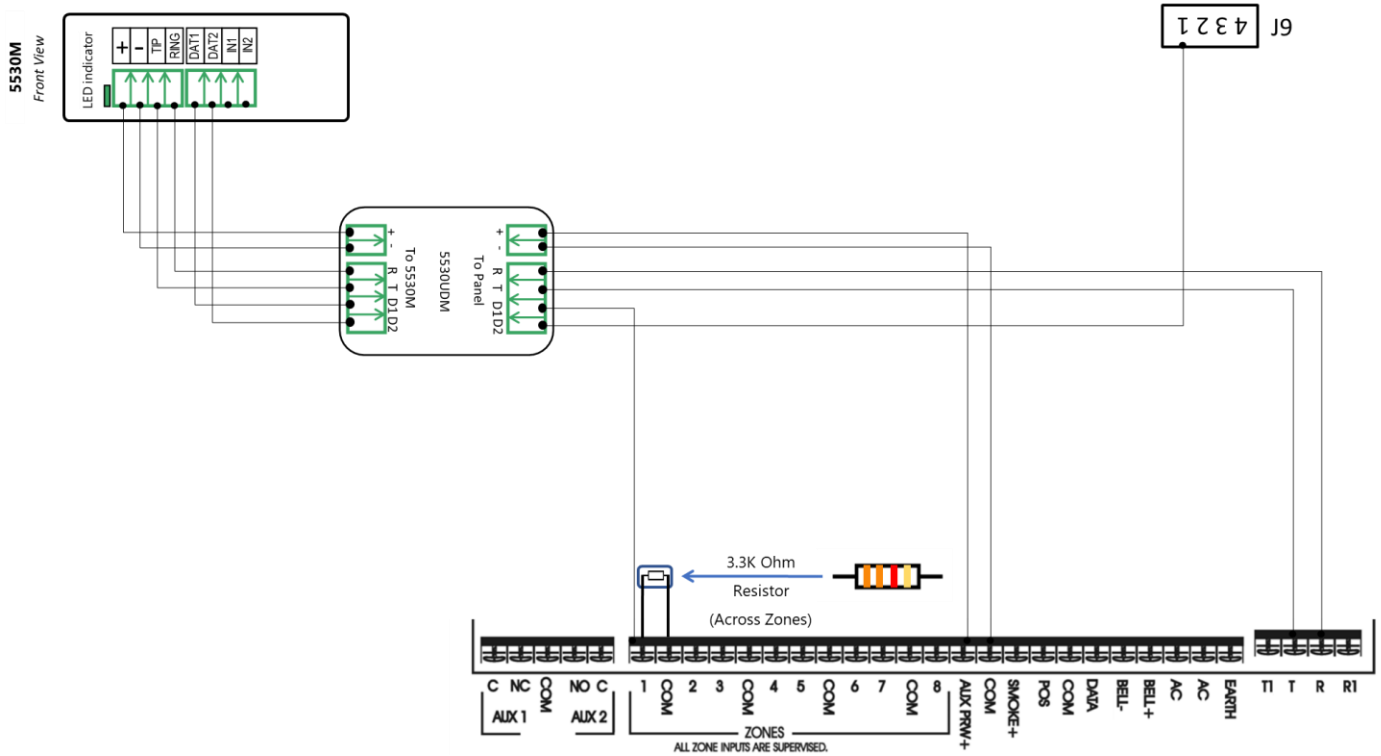 5530M
Front View
LED indicator
+
-
TIP
RING
DAT1
DAT2
IN1
IN2
4 3 2 1
J6
+
-
R T D1 D2
To 5530M
5530UDM
To Panel
+
-
R T D1 D2
3.3K Ohm
Resistor
(Across Zones)
C NC COM NO C
AUX 1 AUX 2
1 COM 2 3 COM 4 5 COM 6 7 COM 8 AUX PRW+ COM SMOKE+ POS COM DATA BELL- BELL+ AC AC EARTH
T1 T R R1
ZONES
ALL ZONE INPUTS ARE SUPERVISED.